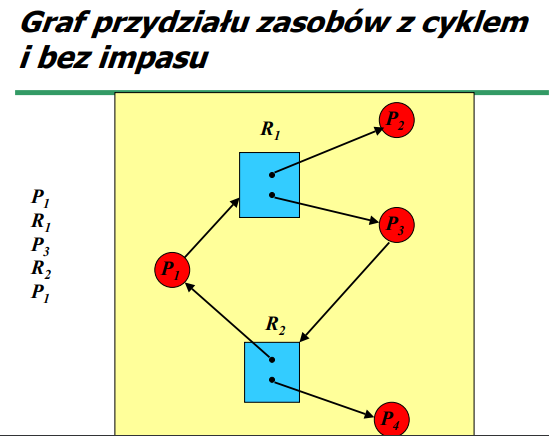 Graf przydziału zasobów z cyklem
i bez impasu
R1
P2
P1
R1
P3
R2
P1
P3
P1
R2
P4